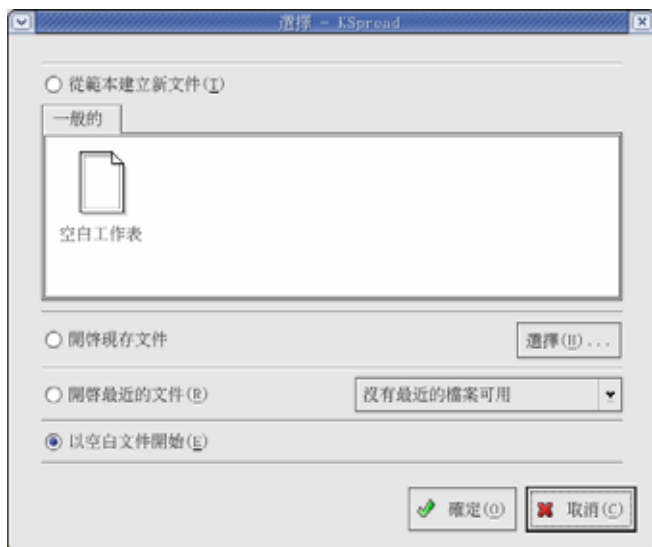 選擇 - KSpread
從範本建立新文件(T)
一般的
空白工作表
開啓現存文件
選擇(H)...
開啓最近的文件(R)
沒有最近的檔案可用
以空白文件開始(E)
確定(O)
取消(C)